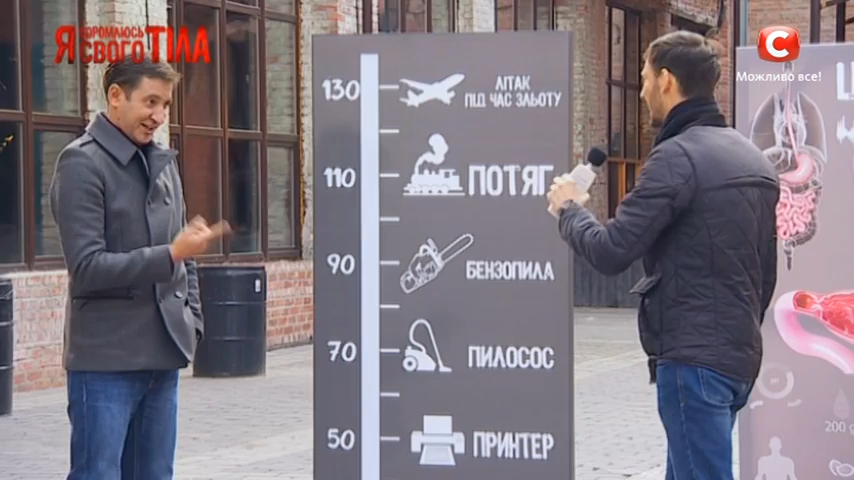 Я СОРОМЛЮСЬ
СВОГО ТІЛА
Можливо все!
130 ЛІТАК
ПІД ЧАС ЗЛЬОТУ
110 ПОТЯГ
90 БЕНЗОПИЛА
70 ПИЛОСОС
50 ПРИНТЕР
200 g